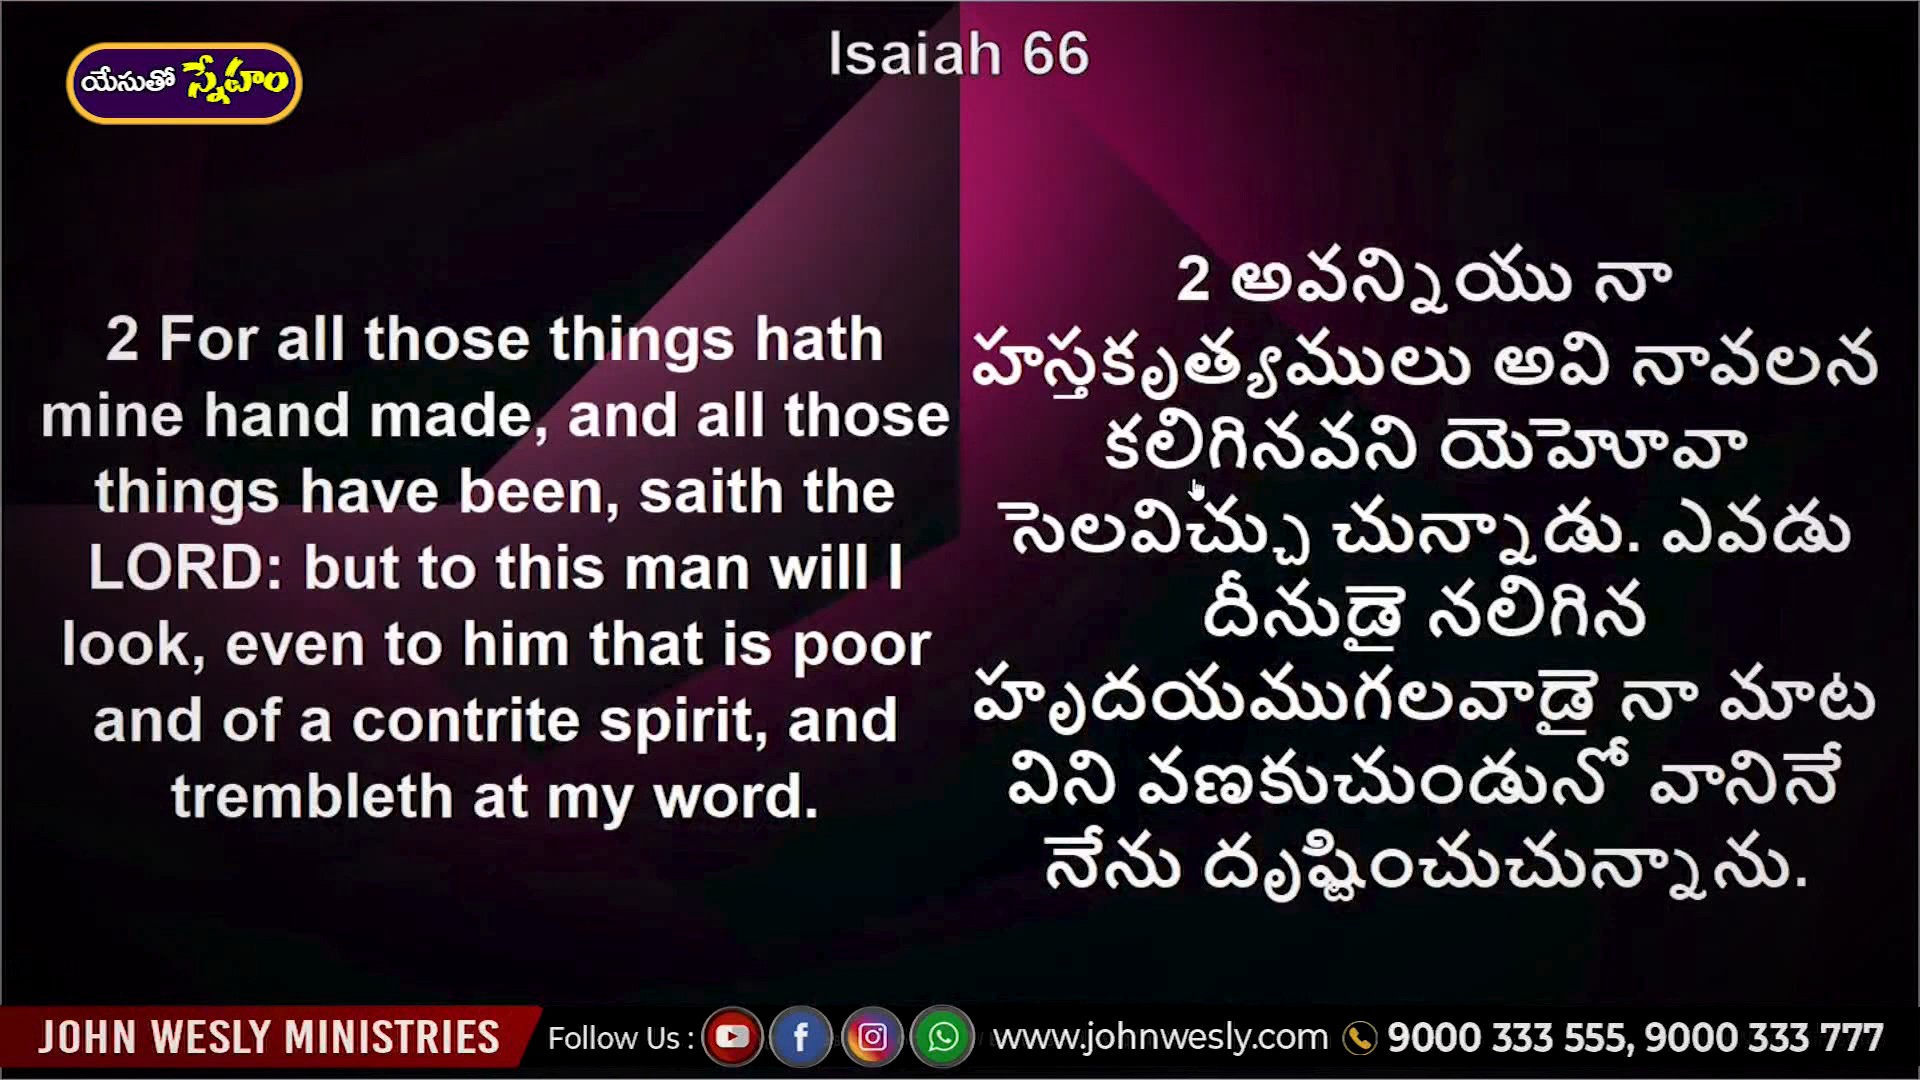 Isaiah 66
యేసుతో స్నేహం
2 For all those things hath
mine hand made, and all those
things have been, saith the
LORD: but to this man will I
look, even to him that is poor
and of a contrite spirit, and
trembleth at my word.
2 అవన్నియు నా
హస్తకృత్యములు అవి నావలన
కలిగినవని యెహోవా
సెలవిచ్చు చున్నాడు. ఎవడు
దీనుడై నలిగిన
హృదయముగలవాడై నా మాట
విని వణకుచుండునో వానినే
నేను దృష్టించుచున్నాను.
JOHN WESLY MINISTRIES Follow Us : www.johnwesly.com 9000 333 555, 9000 333 777